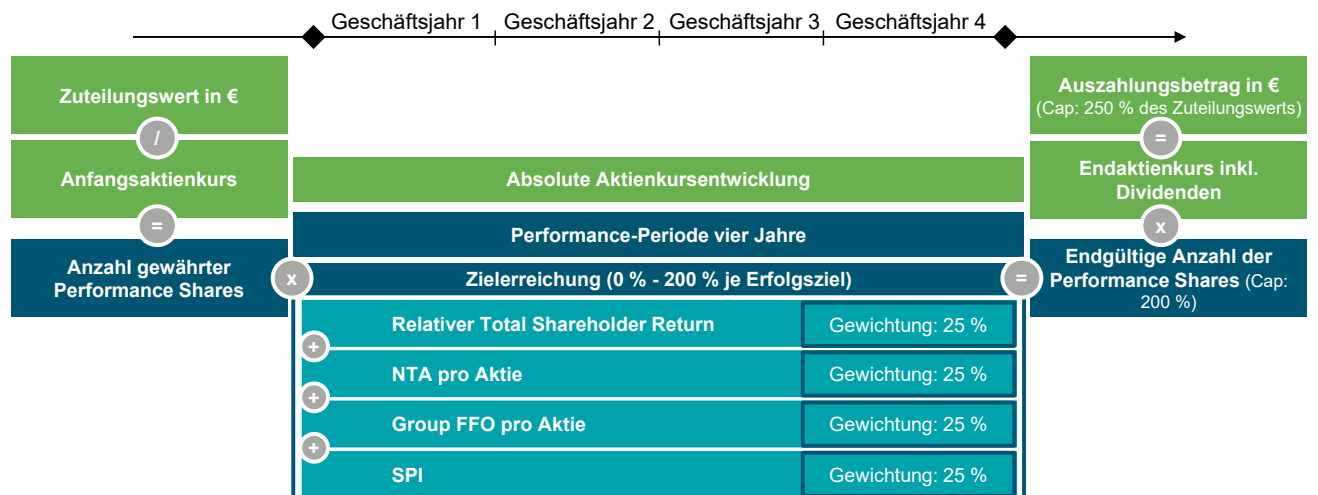 Geschäftsjahr 1 Geschäftsjahr 2 Geschäftsjahr 3 Geschäftsjahr 4
Zuteilungswert in €
/
Anfangsaktienkurs
=
Anzahl gewährter
Performance Shares
x
Absolute Aktienkursentwicklung
Performance-Periode vier Jahre
Zielerreichung (0 % - 200 % je Erfolgsziel)
Relativer Total Shareholder Return
Gewichtung: 25 %
+
NTA pro Aktie
Gewichtung: 25 %
+
Group FFO pro Aktie
Gewichtung: 25 %
+
SPI
Gewichtung: 25 %
=
Auszahlungsbetrag in €
(Cap: 250 % des Zuteilungswerts)
=
Endaktienkurs inkl.
Dividenden
x
Endgültige Anzahl der
Performance Shares (Cap:
200 %)